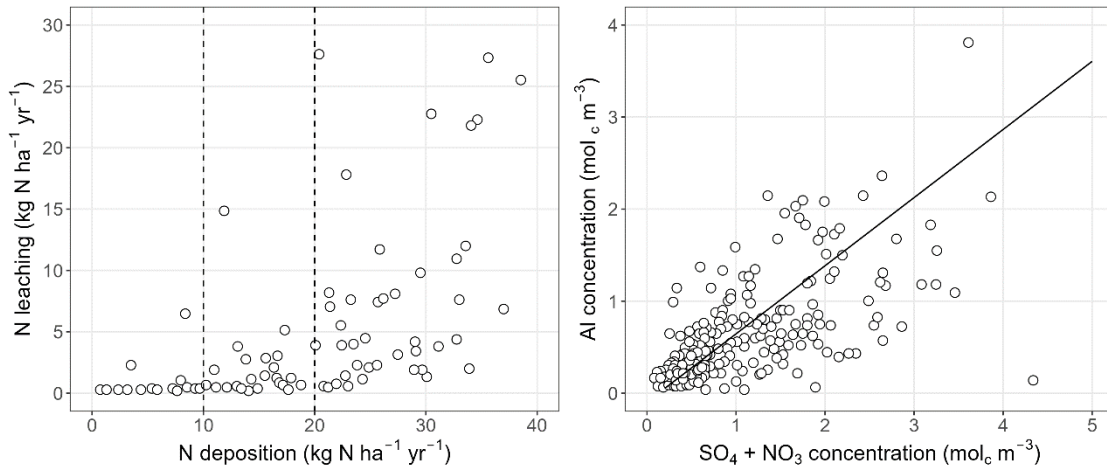 30
25
20
15
10
5
0
N leaching (kg N ha⁻¹ yr⁻¹)
0 10 20 30 40
N deposition (kg N ha⁻¹ yr⁻¹)
4
3
2
1
0
Al concentration (mol c m⁻³)
0 1 2 3 4 5
SO₄ + NO₃ concentration (molc m⁻³)